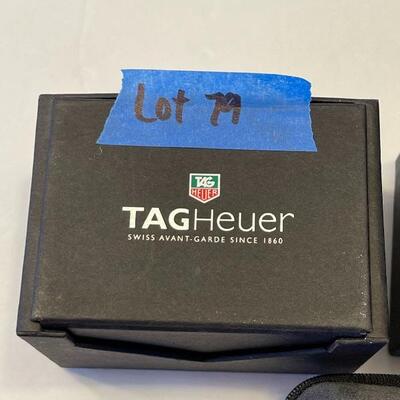 Lot 79
TAG
HEUER
TAGHeuer
SWISS AVANT-GARDE SINCE 1860